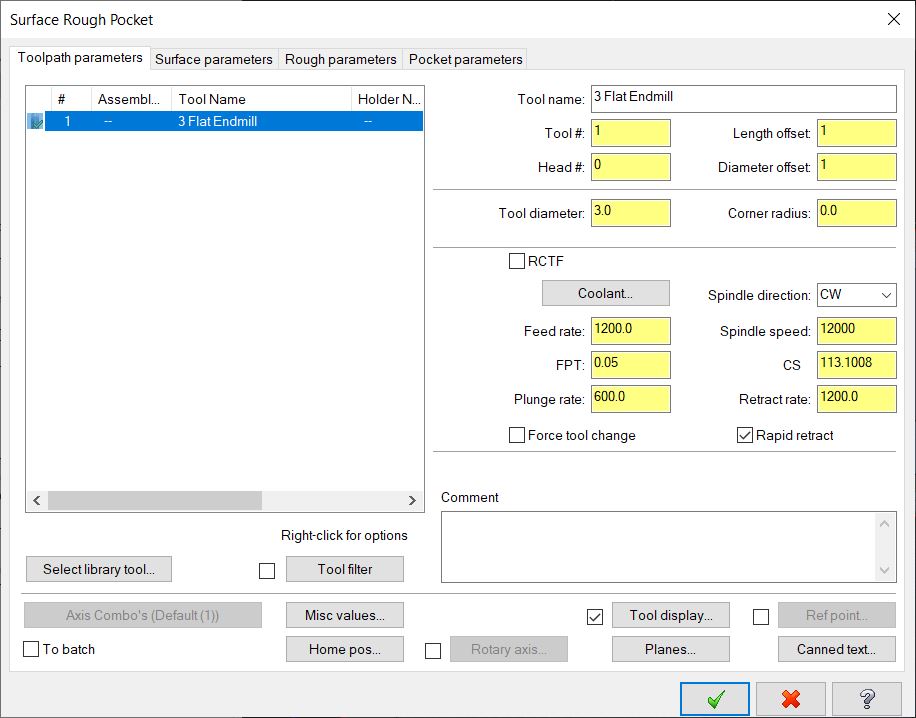 Surface Rough Pocket
Toolpath parameters Surface parameters Rough parameters Pocket parameters
# Assembl... Tool Name Holder N...
1 -- 3 Flat Endmill --
Tool name: 3 Flat Endmill
Tool #: 1 Length offset: 1
Head #: 0 Diameter offset: 1
Tool diameter: 3.0 Corner radius: 0.0
RCTF
Coolant... Spindle direction: CW
Feed rate: 1200.0 Spindle speed: 12000
FPT: 0.05 CS 113.1008
Plunge rate: 600.0 Retract rate: 1200.0
Force tool change Rapid retract
Comment
Right-click for options
Select library tool... Tool filter
Axis Combo's (Default (1)) Misc values... Tool display... Ref point...
To batch Home pos... Rotary axis... Planes... Canned text...